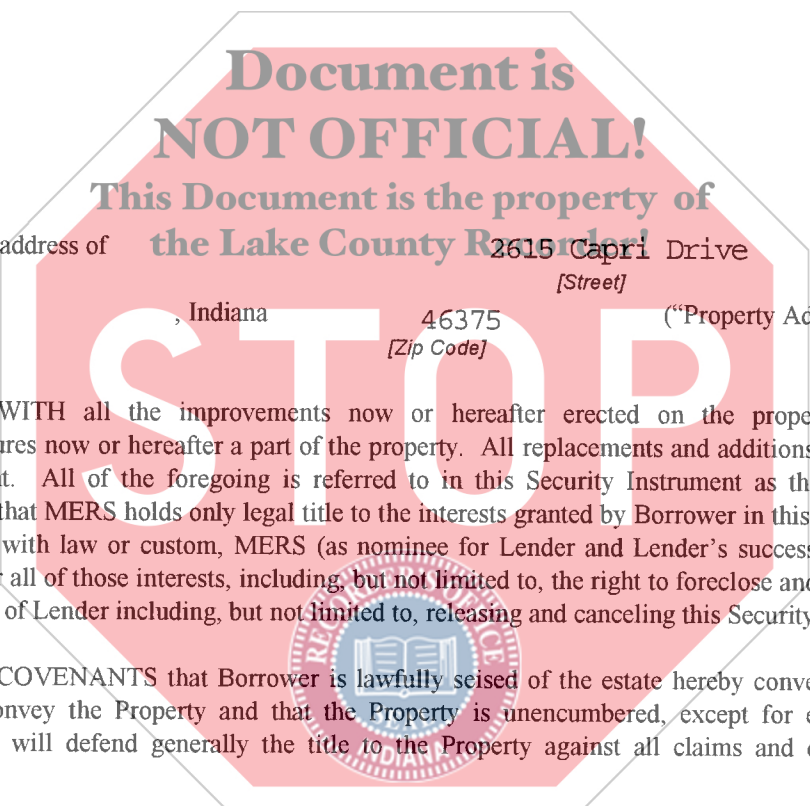 Document is
NOT OFFICIAL!
This Document is the property of
the Lake County Recorder!
address of 2615 Capri Drive
[Street]
, Indiana 46375 ("Property Ad
[Zip Code]
STOP
WITH all the improvements now or hereafter erected on the prope
ures now or hereafter a part of the property. All replacements and additions
t. All of the foregoing is referred to in this Security Instrument as th
that MERS holds only legal title to the interests granted by Borrower in this
with law or custom, MERS (as nominee for Lender and Lender's success
r all of those interests, including, but not limited to, the right to foreclose and
of Lender including, but not limited to, releasing and canceling this Security
RECORDER'S OFFICE
COVENANTS that Borrower is lawfully seised of the estate hereby conve
onvey the Property and that the Property is unencumbered, except for e
will defend generally the title to the Property against all claims and d
INDIANA